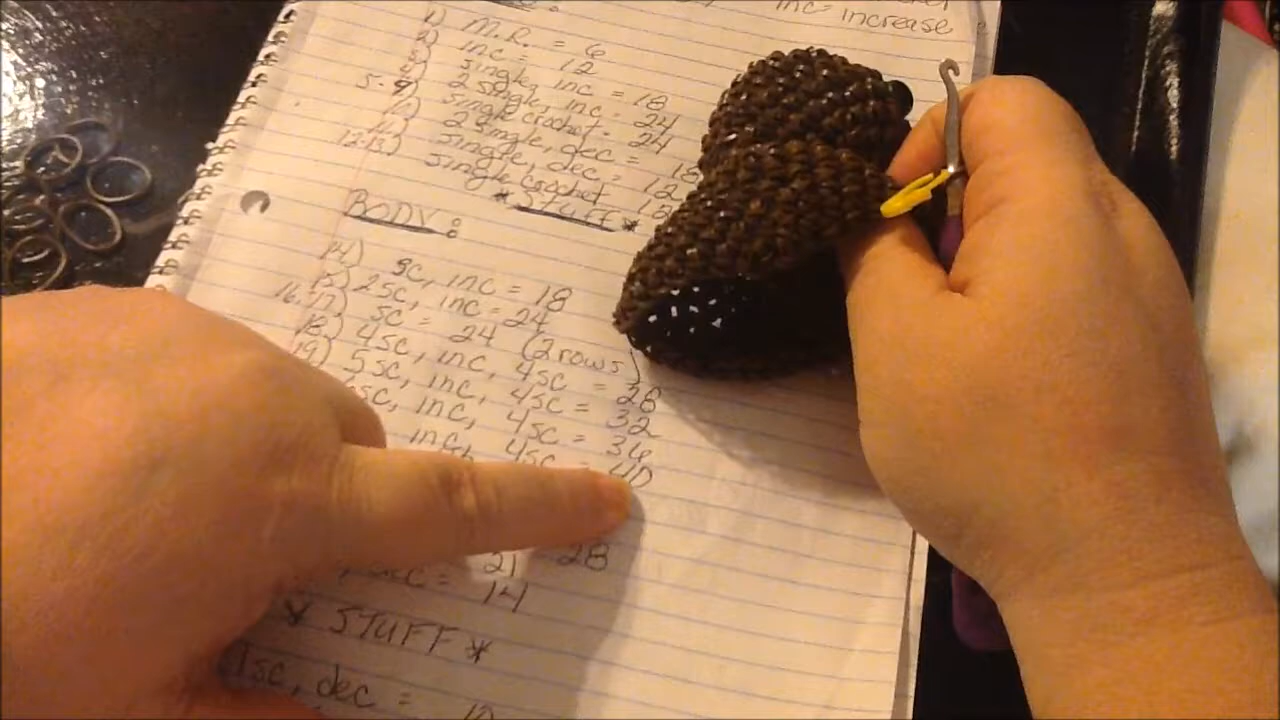 inc = increase
1) M.R. = 6
2) inc = 12
3) single, inc = 18
4) 2 single, inc = 24
5-9) single crochet = 24
10) 2 single, dec = 18
11) single, dec = 12
12-13) single crochet 12
* STUFF *
BODY:
14) sc, inc = 18
15) 2sc, inc = 24
16-17) sc = 24 (2 rows)
18) 4sc, inc, 4sc = 28
19) 5sc, inc, 4sc = 32
sc, inc, 4sc = 36
inc, 4sc = 40
28
dec = 21
14
* STUFF *
1sc, dec =